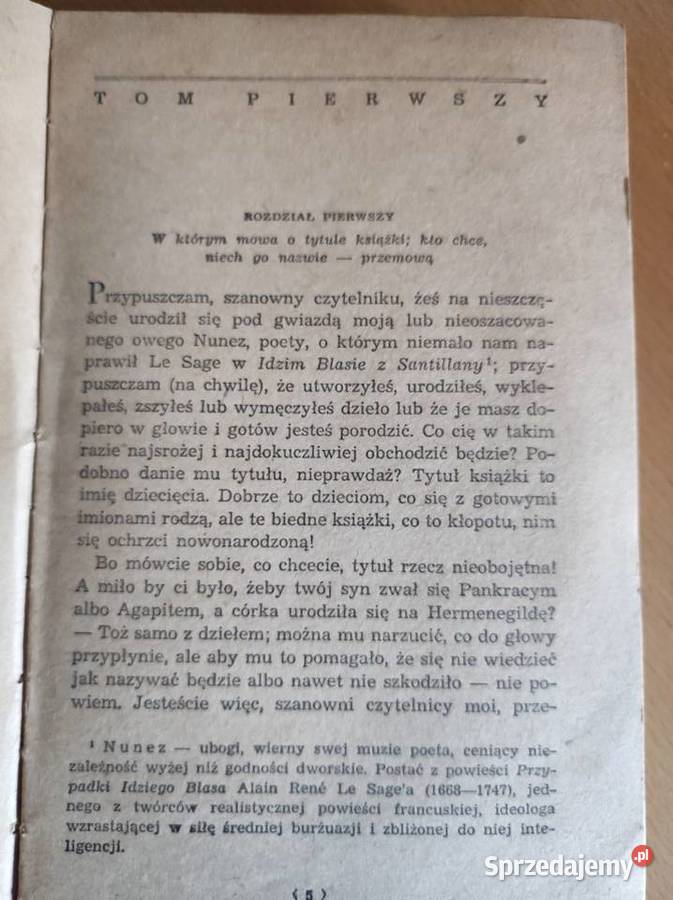 TOM PIERWSZY
ROZDZIAŁ PIERWSZY
W którym mowa o tytule książki; kto chce,
niech go nazwie — przemową
Przypuszczam, szanowny czytelniku, żeś na nieszczę-
ście urodził się pod gwiazdą moją lub nieoszacowa-
nego owego Nunez, poety, o którym niemało nam na-
prawił Le Sage w Idzim Blasie z Santillany¹; przy-
puszczam (na chwilę), że utworzyłeś, urodziłeś, wykle-
pałeś, zszyłeś lub wymęczyłeś dzieło lub że je masz do-
piero w głowie i gotów jesteś porodzić. Co cię w takim
razie najsrożej i najdokuczliwiej obchodzić będzie? Po-
dobno danie mu tytułu, nieprawdaż? Tytuł książki to
imię dziecięcia. Dobrze to dzieciom, co się z gotowymi
imionami rodzą, ale te biedne książki, co to kłopotu, nim
się ochrzci nowonarodzoną!
Bo mówcie sobie, co chcecie, tytuł rzecz nieobojętna!
A miło by ci było, żeby twój syn zwał się Pankracym
albo Agapitem, a córka urodziła się na Hermenegildę?
— Toż samo z dziełem; można mu narzucić, co do głowy
przypłynie, ale aby mu to pomagało, że się nie wiedzieć
jak nazywać będzie albo nawet nie szkodziło — nie po-
wiem. Jesteście więc, szanowni czytelnicy moi, prze-
¹ Nunez — ubogi, wierny swej muzie poeta, ceniący nie-
zależność wyżej niż godności dworskie. Postać z powieści Przy-
padki Idziego Blasa Alain René Le Sage'a (1668—1747), jed-
nego z twórców realistycznej powieści francuskiej, ideologa
wzrastającej w siłę średniej burżuazji i zbliżonej do niej inte-
ligencji.
Sprzedajemy.pl
⟨ 5 ⟩